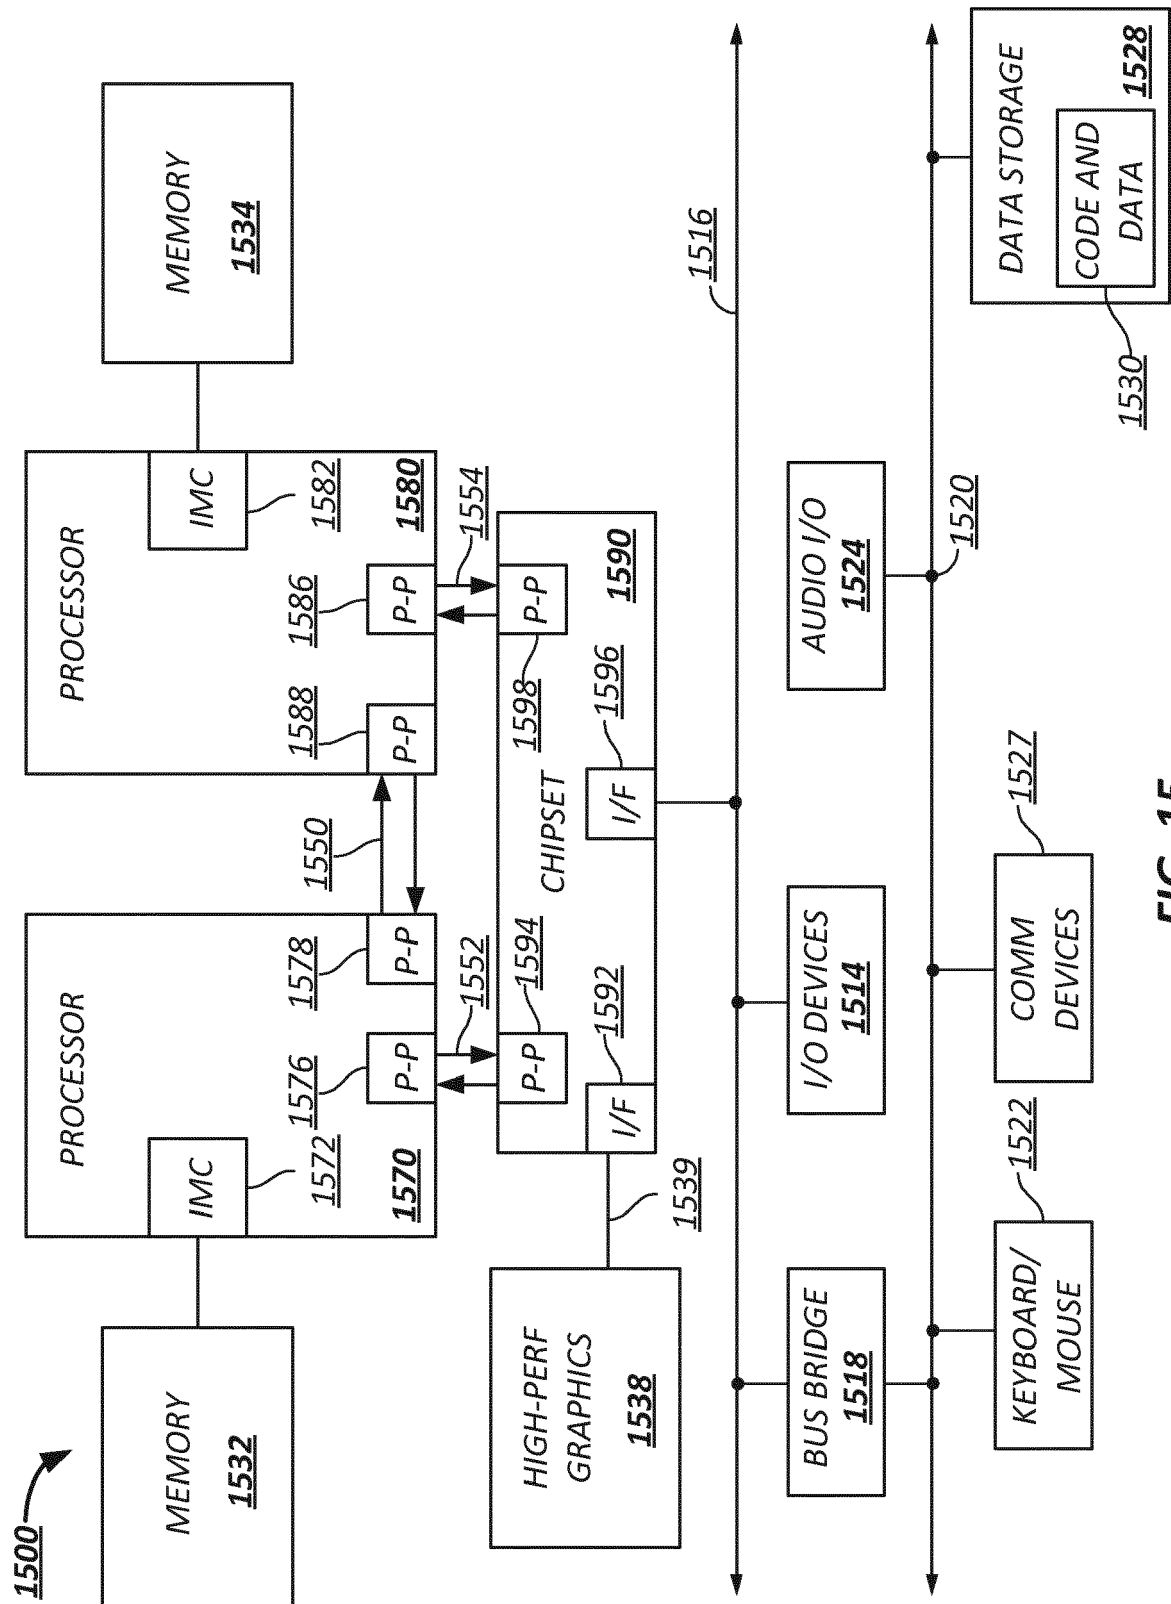 1500
MEMORY
1532
PROCESSOR
IMC
1572
1570
1576
P-P
1578
P-P
1550
PROCESSOR
1588
P-P
1586
P-P
IMC
1582
1580
MEMORY
1534
1552
1554
HIGH-PERF
GRAPHICS
1538
1539
P-P
1594
I/F
1592
CHIPSET
P-P
1598
I/F
1596
1590
1516
BUS BRIDGE
1518
I/O DEVICES
1514
AUDIO I/O
1524
1520
KEYBOARD/
MOUSE
1522
COMM
DEVICES
1527
DATA STORAGE
CODE AND
DATA
1528
1530
FIG. 15